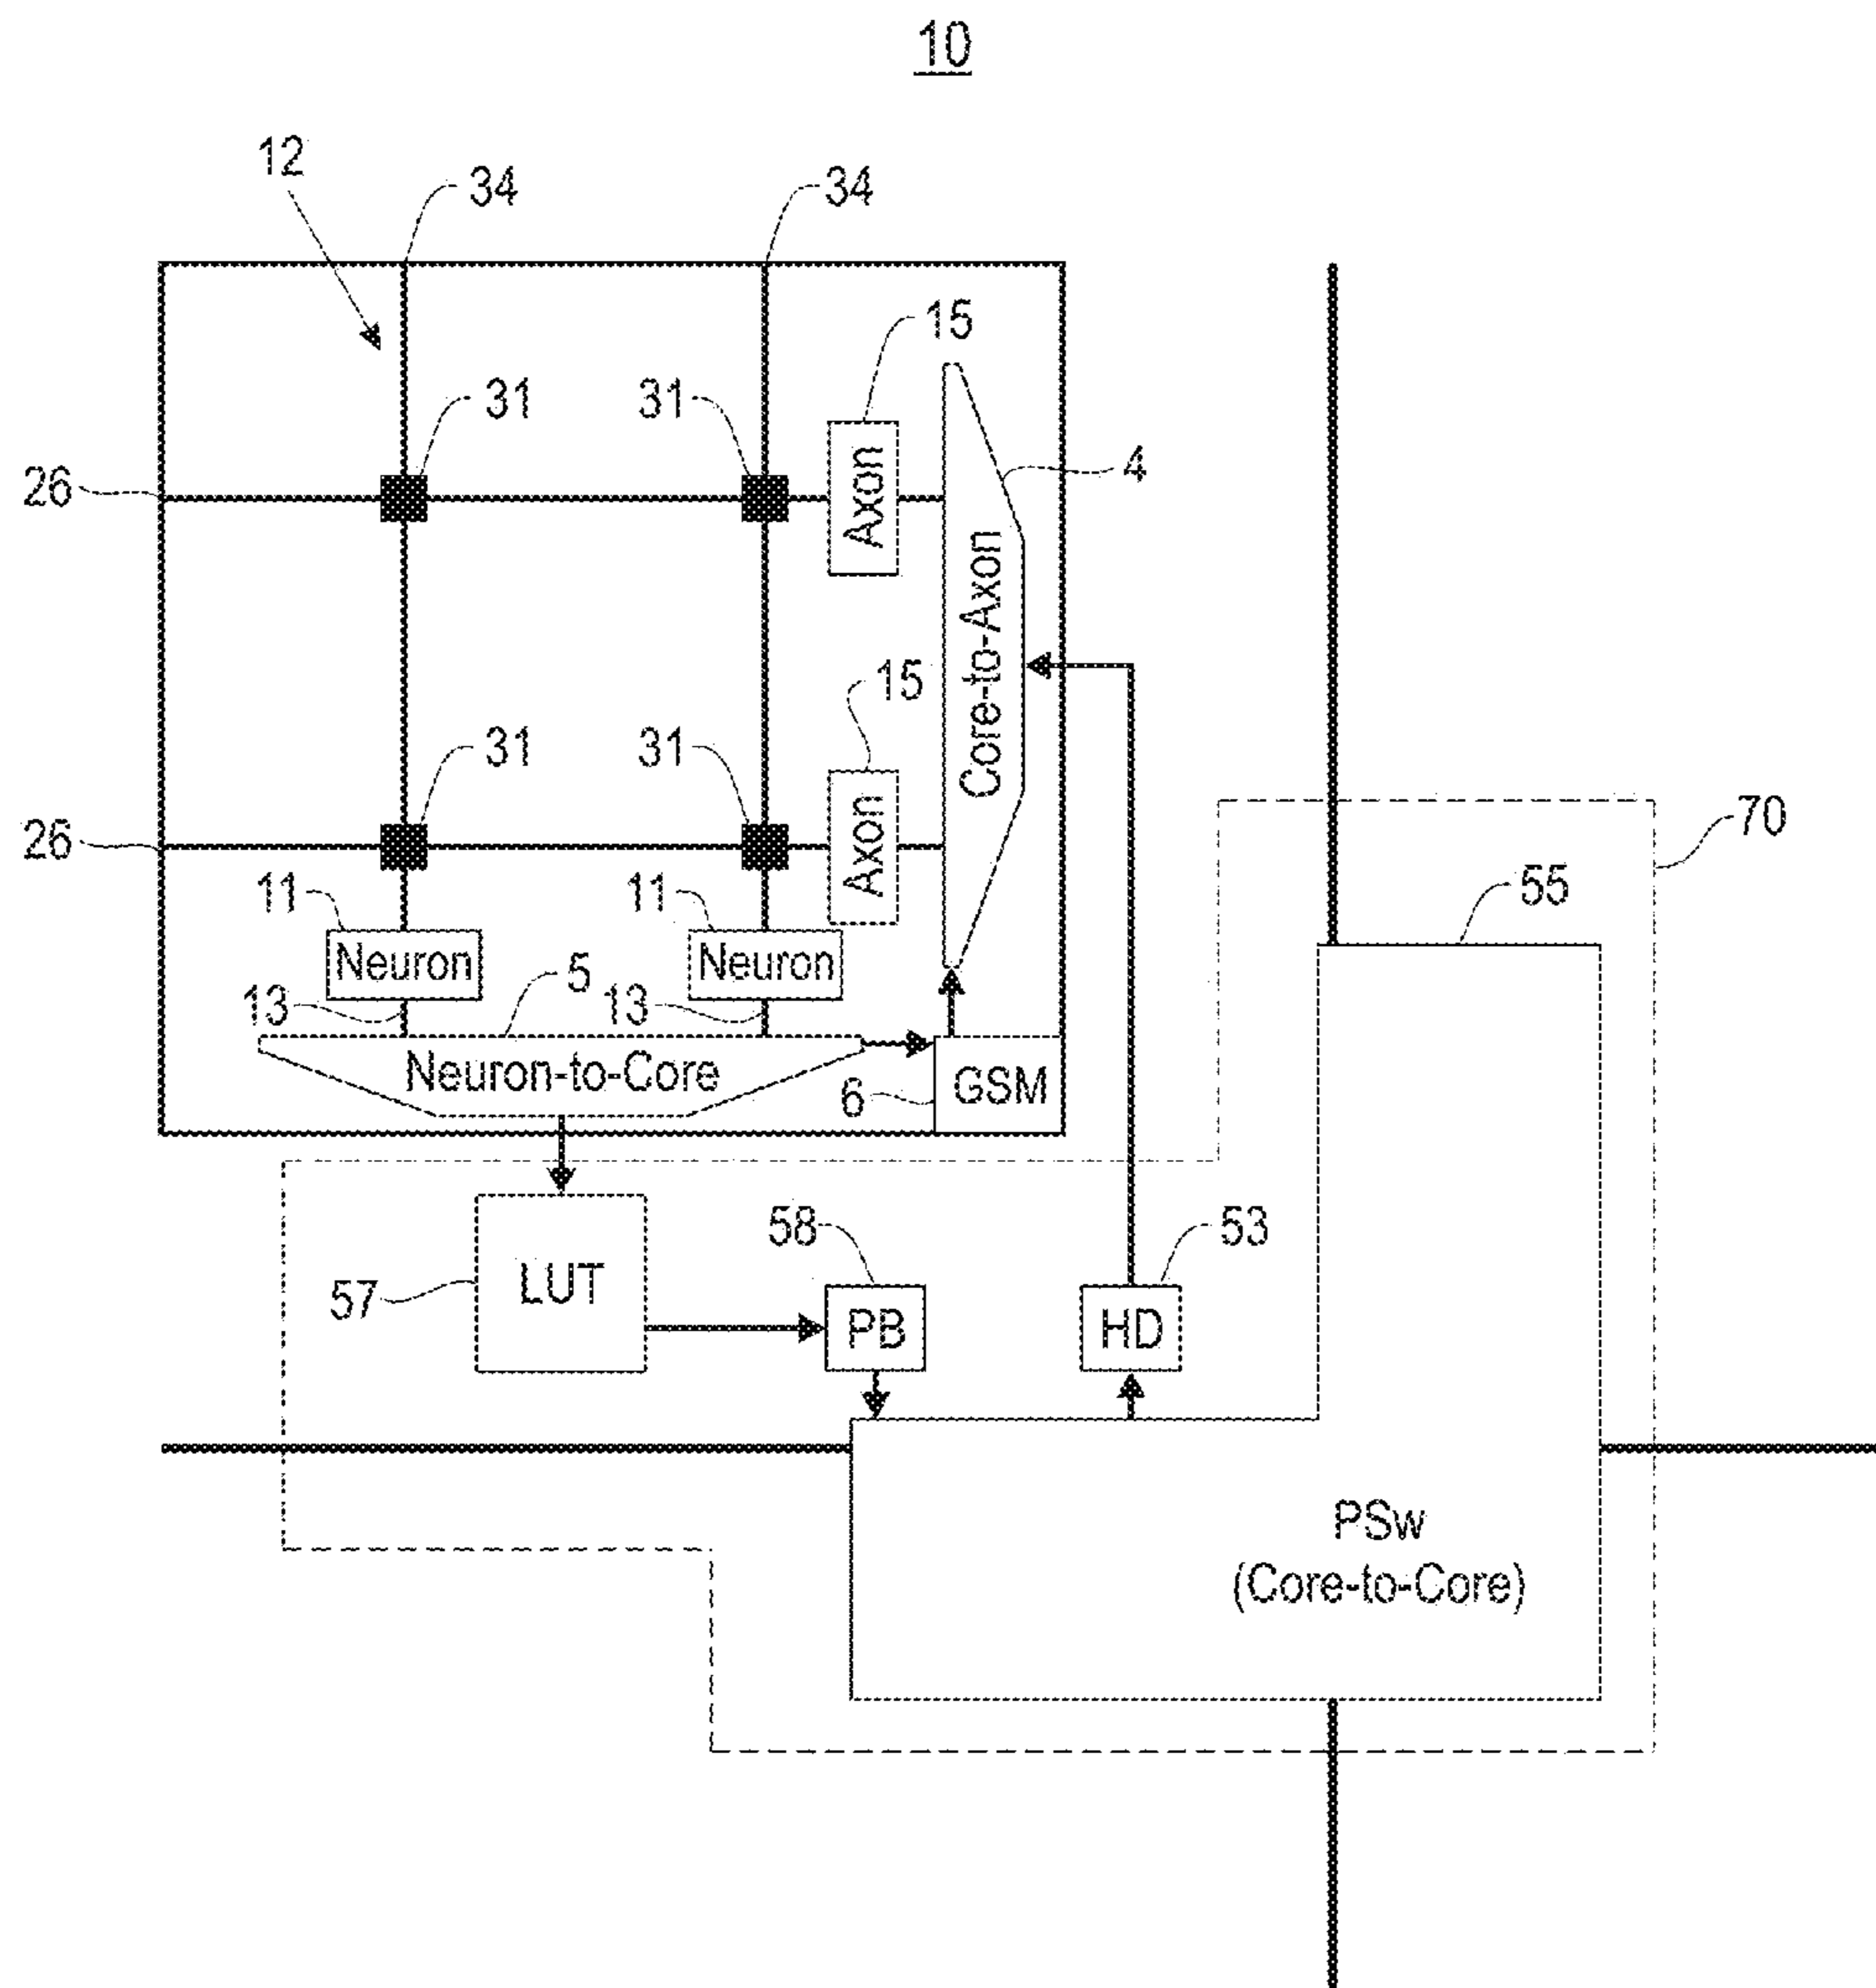 10
12
34
34
15
31
31
4
26
Axon
Core-to-Axon
15
31
31
70
26
Axon
55
11
11
Neuron
Neuron
5
13
13
Neuron-to-Core
6
GSM
58
53
57
LUT
PB
HD
PSw
(Core-to-Core)